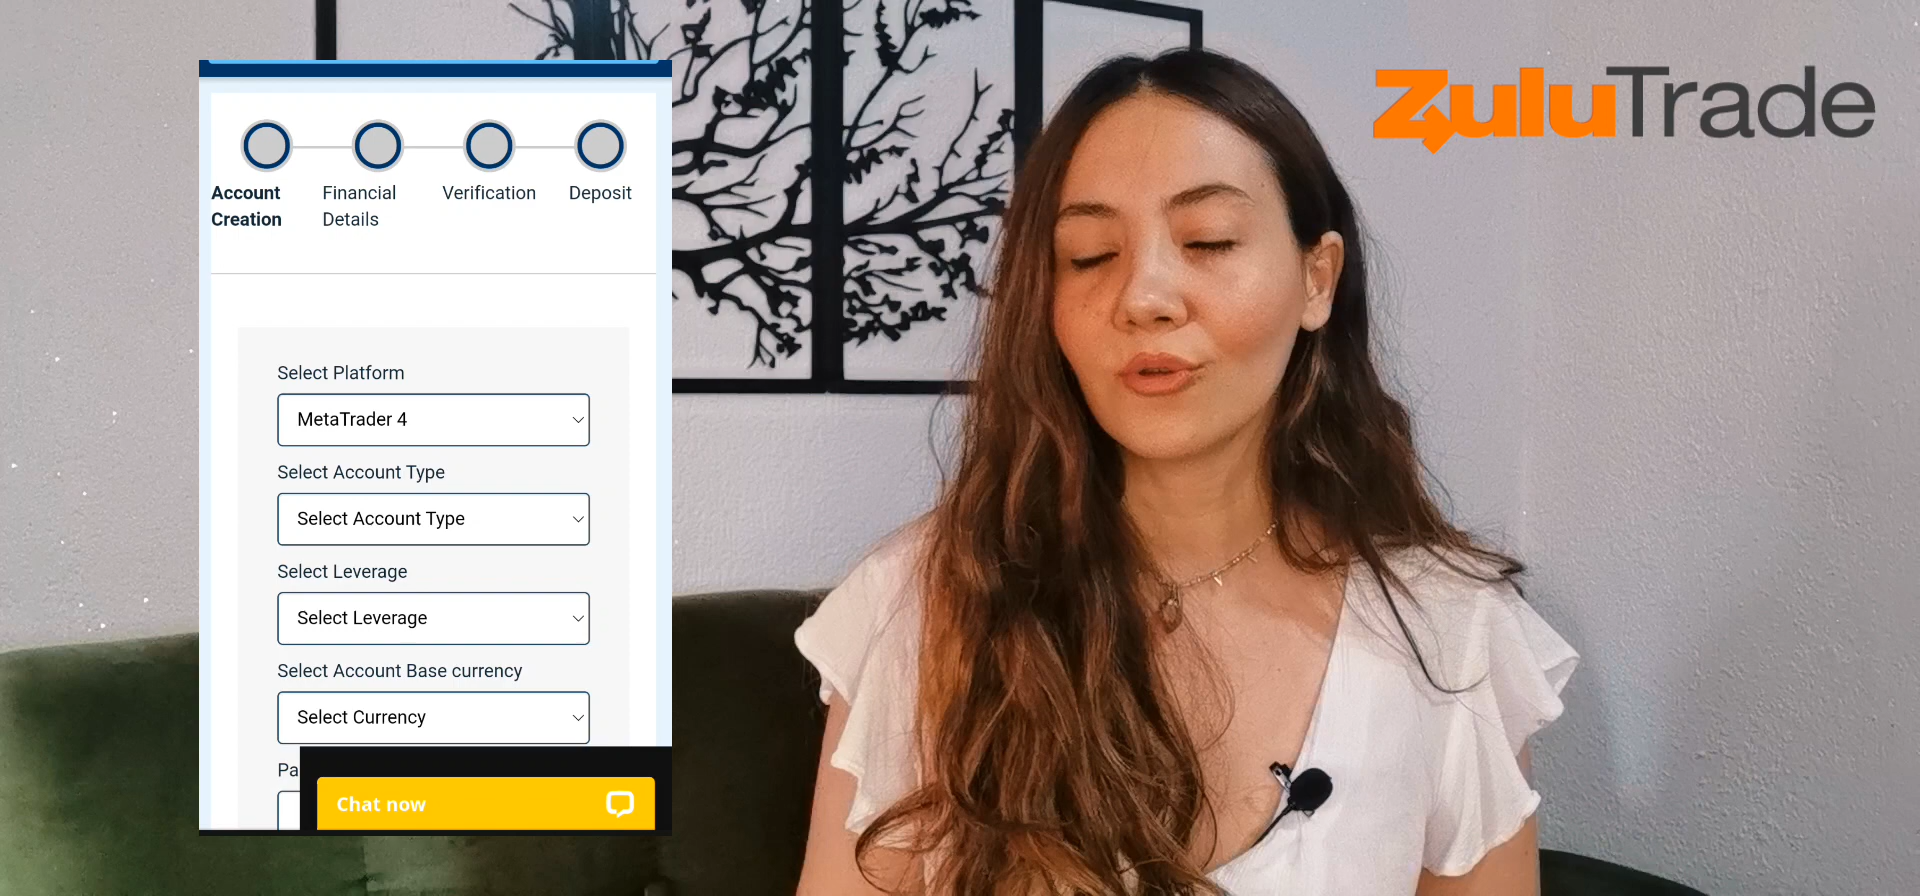 ZuluTrade
Account
Creation
Financial
Details
Verification
Deposit
Select Platform
MetaTrader 4
Select Account Type
Select Account Type
Select Leverage
Select Leverage
Select Account Base currency
Select Currency
Pa
Chat now